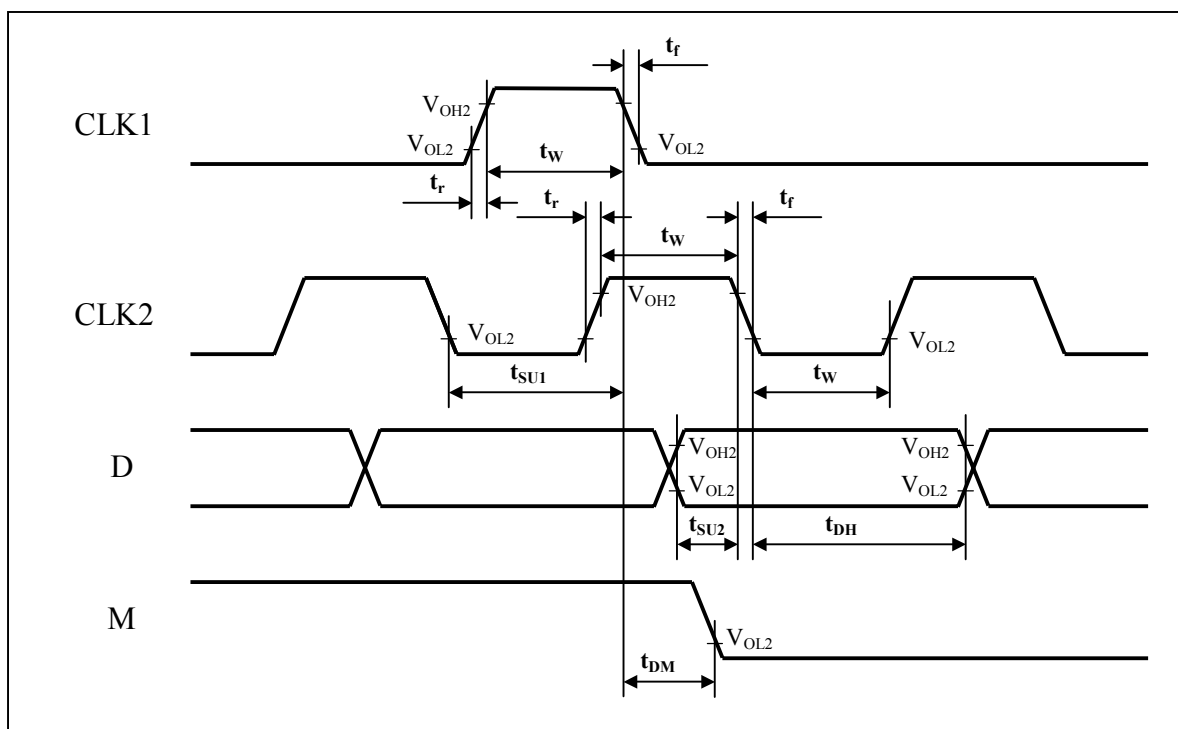 t_f
V_OH2
CLK1
V_OL2
t_W
V_OL2
t_r
t_r
t_f
t_W
V_OH2
CLK2
V_OL2
V_OL2
t_SU1
t_W
V_OH2
V_OH2
D
V_OL2
V_OL2
t_SU2
t_DH
M
V_OL2
t_DM